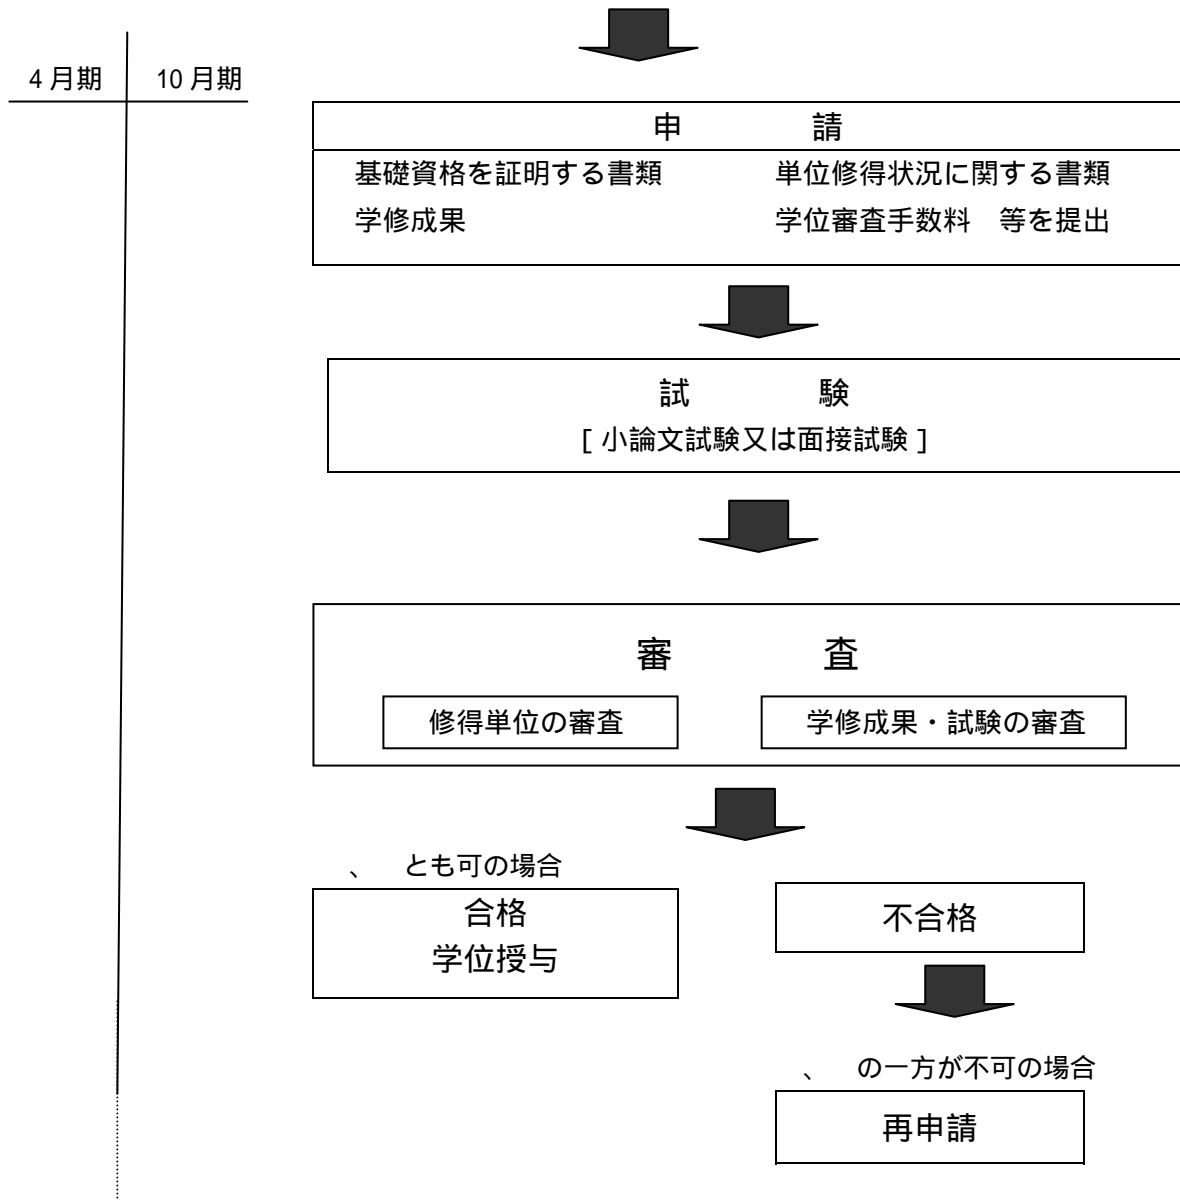 4月期 10月期
申 請
基礎資格を証明する書類 単位修得状況に関する書類
学修成果 学位審査手数料 等を提出
試 験
[ 小論文試験又は面接試験 ]
審 査
修得単位の審査 学修成果・試験の審査
、 とも可の場合
合格
学位授与
不合格
、 の一方が不可の場合
再申請